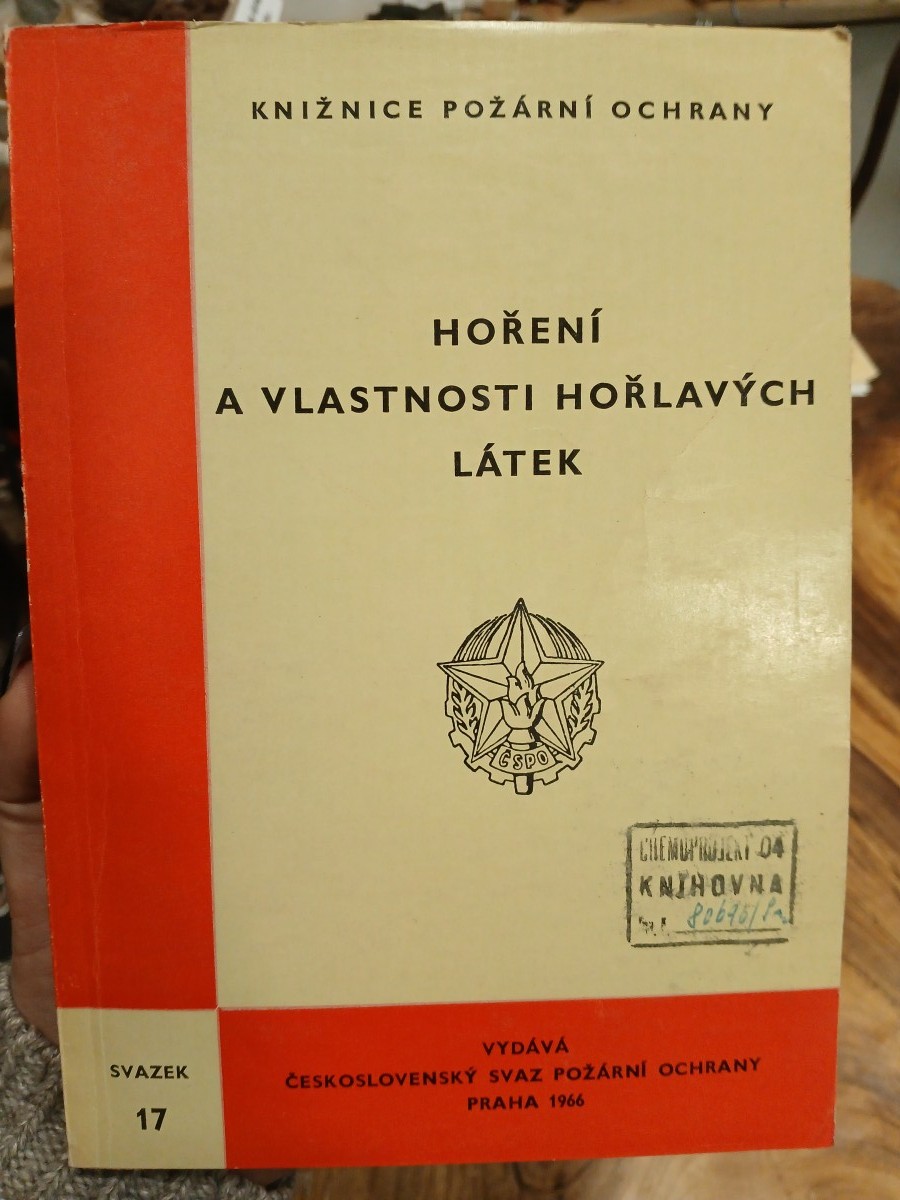 KNIŽNICE POŽÁRNÍ OCHRANY
HOŘENÍ
A VLASTNOSTI HOŘLAVÝCH
LÁTEK
ČSPO
CHEMOPROJEKT 04
KNIHOVNA
SVAZEK
17
VYDÁVÁ
ČESKOSLOVENSKÝ SVAZ POŽÁRNÍ OCHRANY
PRAHA 1966